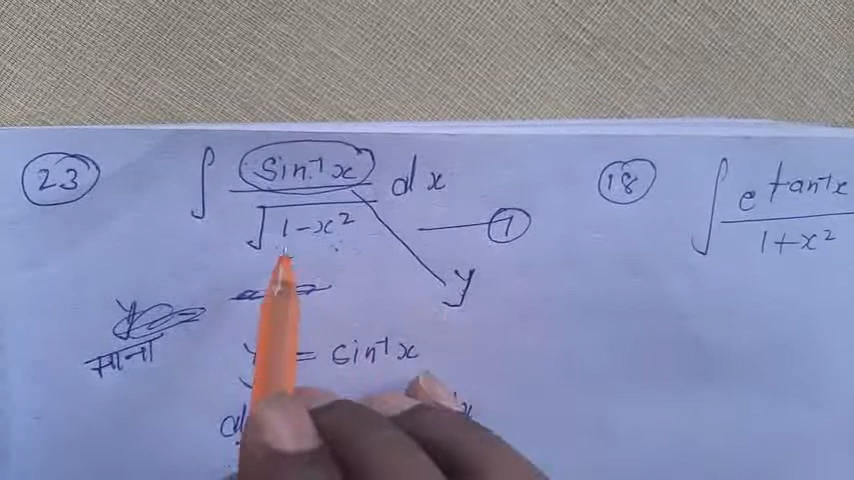 23 ∫ sin⁻¹x / √1-x² dx — 1
y
माना
y = sin⁻¹x
d x
18 ∫ e tan⁻¹x / 1+x²